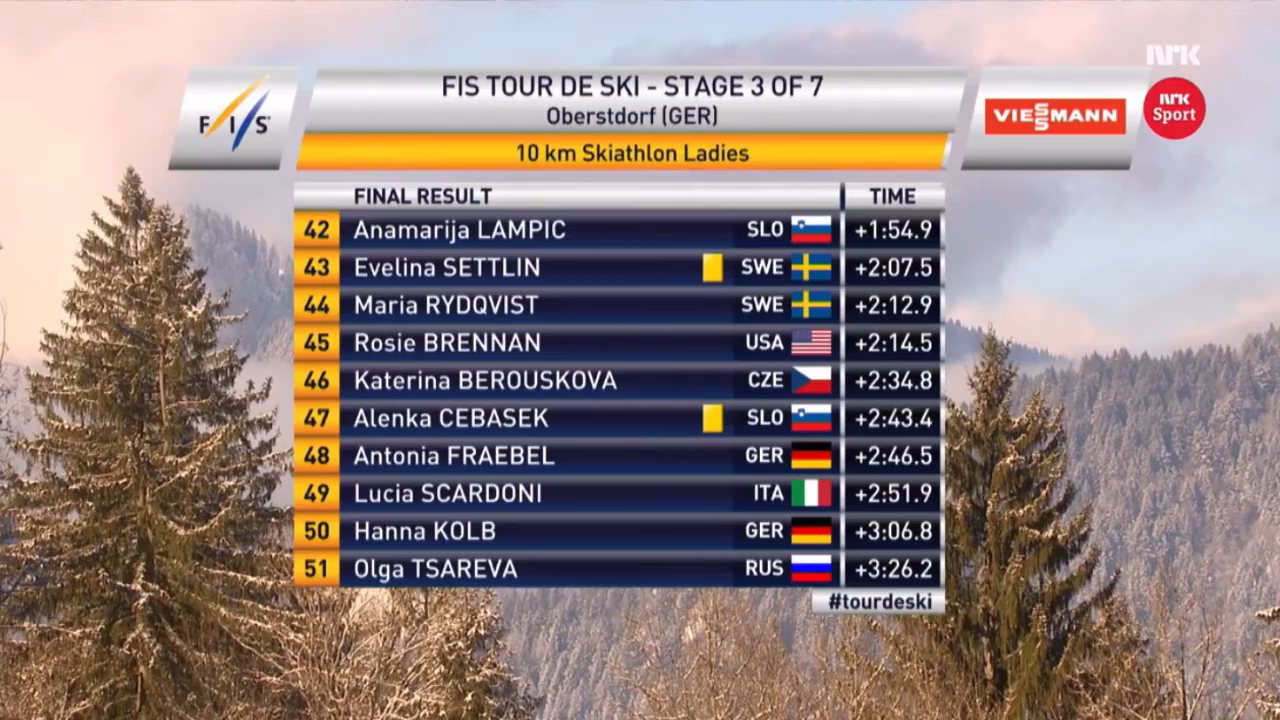 nrk
FIS
FIS TOUR DE SKI - STAGE 3 OF 7
Oberstdorf (GER)
10 km Skiathlon Ladies
VIESSMANN
nrk
Sport
FINAL RESULT TIME
42 Anamarija LAMPIC SLO +1:54.9
43 Evelina SETTLIN SWE +2:07.5
44 Maria RYDQVIST SWE +2:12.9
45 Rosie BRENNAN USA +2:14.5
46 Katerina BEROUSKOVA CZE +2:34.8
47 Alenka CEBASEK SLO +2:43.4
48 Antonia FRAEBEL GER +2:46.5
49 Lucia SCARDONI ITA +2:51.9
50 Hanna KOLB GER +3:06.8
51 Olga TSAREVA RUS +3:26.2
#tourdeski